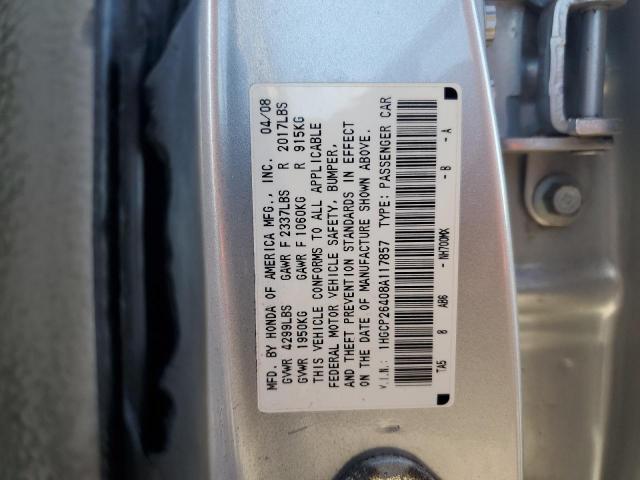 MFD. BY HONDA OF AMERICA MFG., INC. 04/08
GVWR 4299LBS GAWR F 2337LBS R 2017LBS
GVWR 1950KG GAWR F 1060KG R 915KG
THIS VEHICLE CONFORMS TO ALL APPLICABLE
FEDERAL MOTOR VEHICLE SAFETY, BUMPER,
AND THEFT PREVENTION STANDARDS IN EFFECT
ON THE DATE OF MANUFACTURE SHOWN ABOVE.
V.I.N.: 1HGCP26408A117857 TYPE: PASSENGER CAR
TA5 0 AB6 - NH700MX - B - A